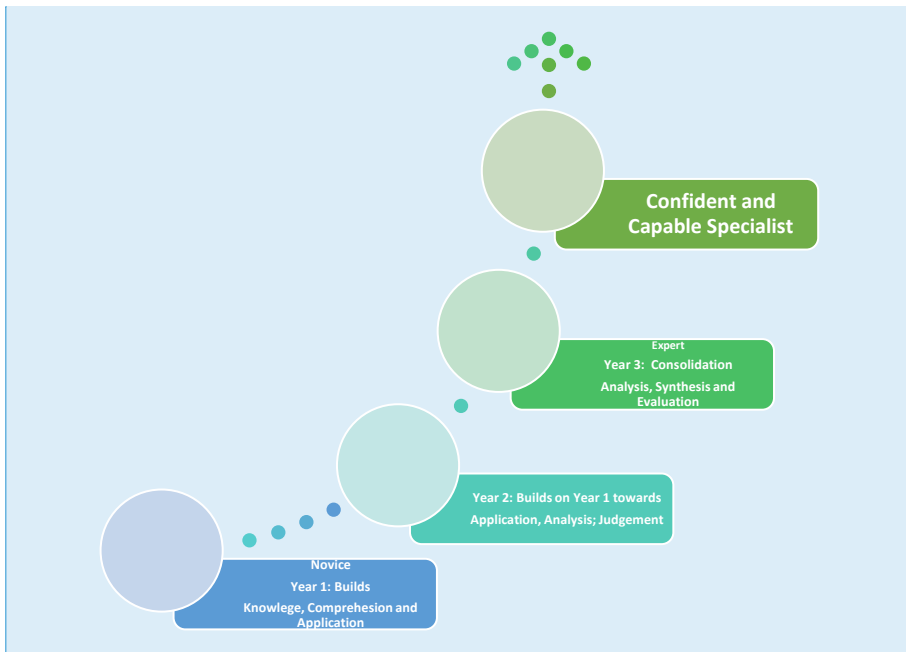 Confident and
Capable Specialist
Expert
Year 3:  Consolidation
Analysis, Synthesis and
Evaluation
Year 2: Builds on Year 1 towards
Application, Analysis; Judgement
Novice
Year 1: Builds
Knowlege, Comprehesion and
Application